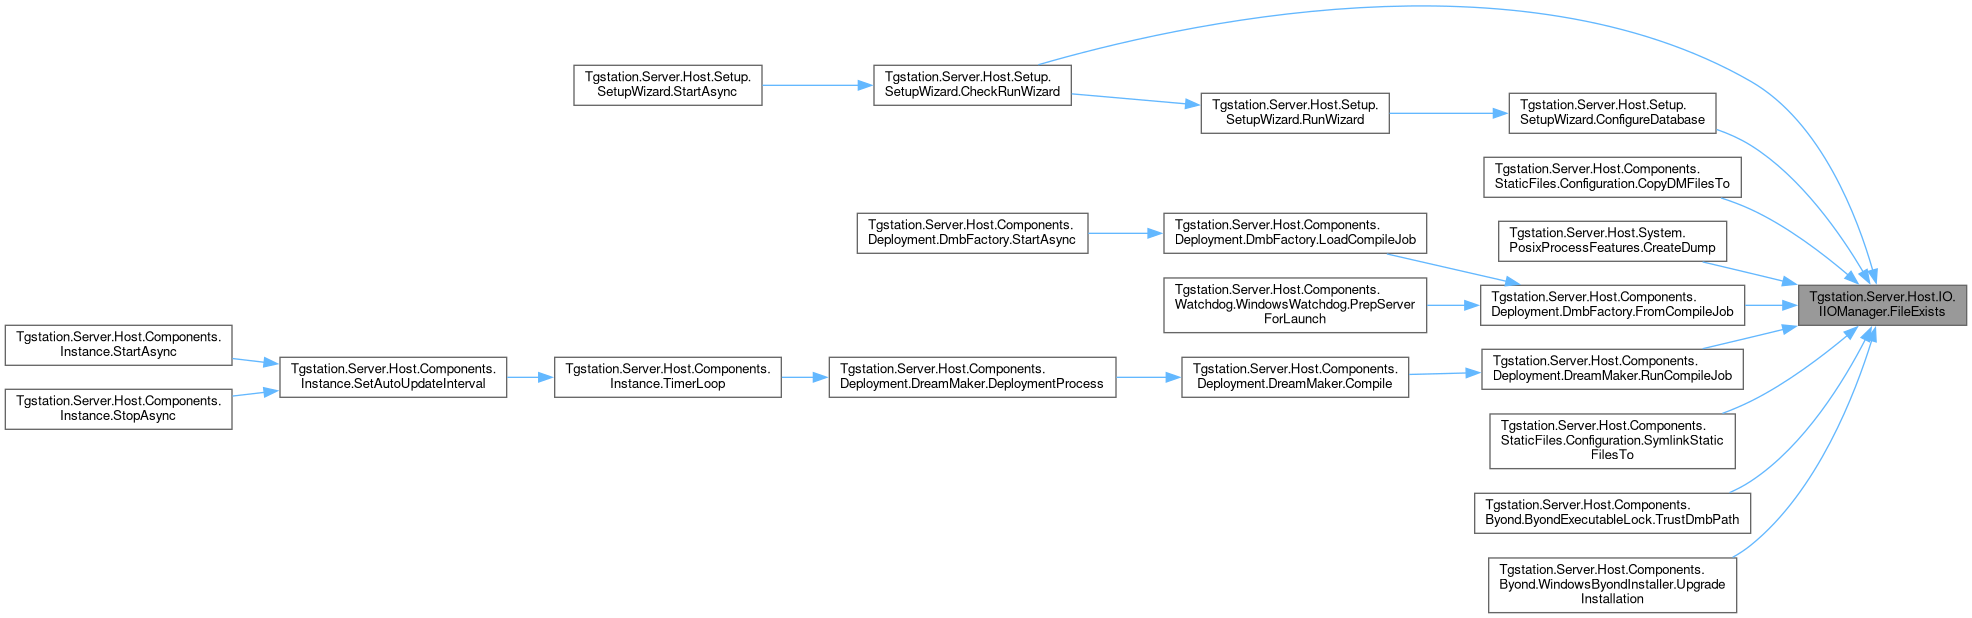 Tgstation.Server.Host.Setup.
SetupWizard.StartAsync
Tgstation.Server.Host.Setup.
SetupWizard.CheckRunWizard
Tgstation.Server.Host.Setup.
SetupWizard.RunWizard
Tgstation.Server.Host.Setup.
SetupWizard.ConfigureDatabase
Tgstation.Server.Host.Components.
StaticFiles.Configuration.CopyDMFilesTo
Tgstation.Server.Host.Components.
Deployment.DmbFactory.StartAsync
Tgstation.Server.Host.Components.
Deployment.DmbFactory.LoadCompileJob
Tgstation.Server.Host.System.
PosixProcessFeatures.CreateDump
Tgstation.Server.Host.Components.
Watchdog.WindowsWatchdog.PrepServer
ForLaunch
Tgstation.Server.Host.Components.
Deployment.DmbFactory.FromCompileJob
Tgstation.Server.Host.IO.
IIOManager.FileExists
Tgstation.Server.Host.Components.
Instance.StartAsync
Tgstation.Server.Host.Components.
Instance.StopAsync
Tgstation.Server.Host.Components.
Instance.SetAutoUpdateInterval
Tgstation.Server.Host.Components.
Instance.TimerLoop
Tgstation.Server.Host.Components.
Deployment.DreamMaker.DeploymentProcess
Tgstation.Server.Host.Components.
Deployment.DreamMaker.Compile
Tgstation.Server.Host.Components.
Deployment.DreamMaker.RunCompileJob
Tgstation.Server.Host.Components.
StaticFiles.Configuration.SymlinkStatic
FilesTo
Tgstation.Server.Host.Components.
Byond.ByondExecutableLock.TrustDmbPath
Tgstation.Server.Host.Components.
Byond.WindowsByondInstaller.Upgrade
Installation